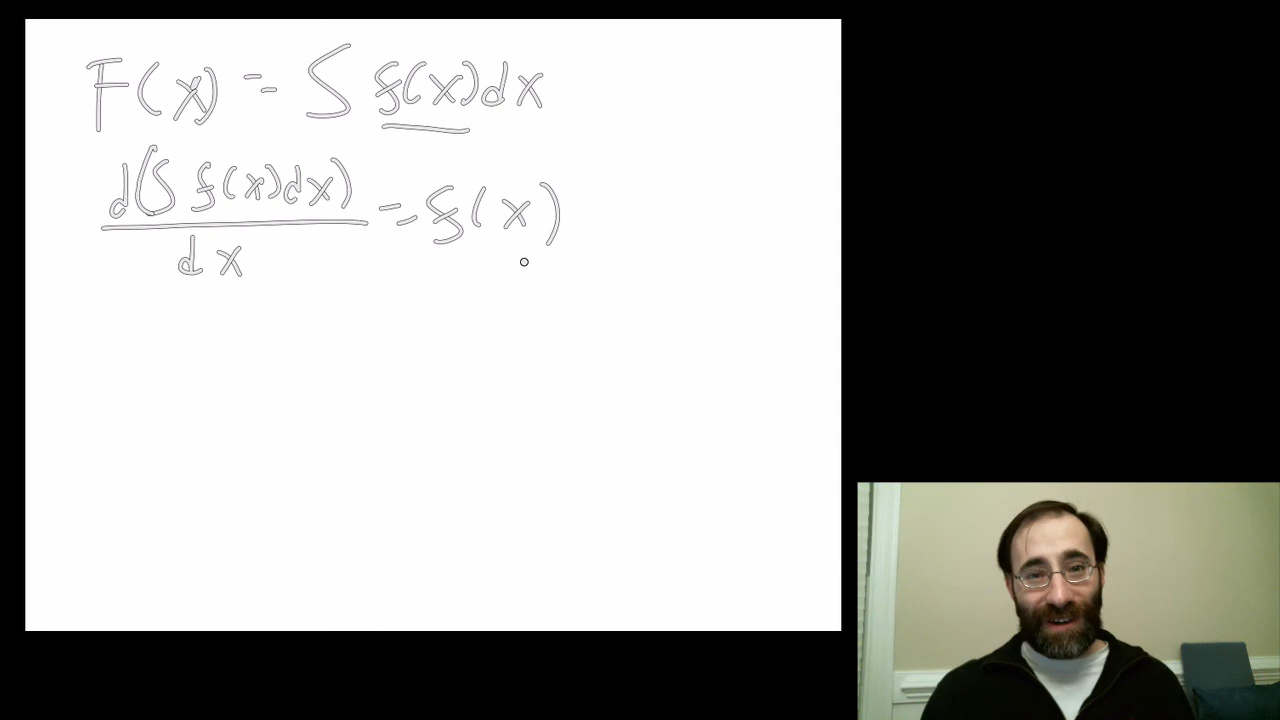 F(x) = ∫ f(x)dx
d(∫ f(x)dx)
dx
= f(x)